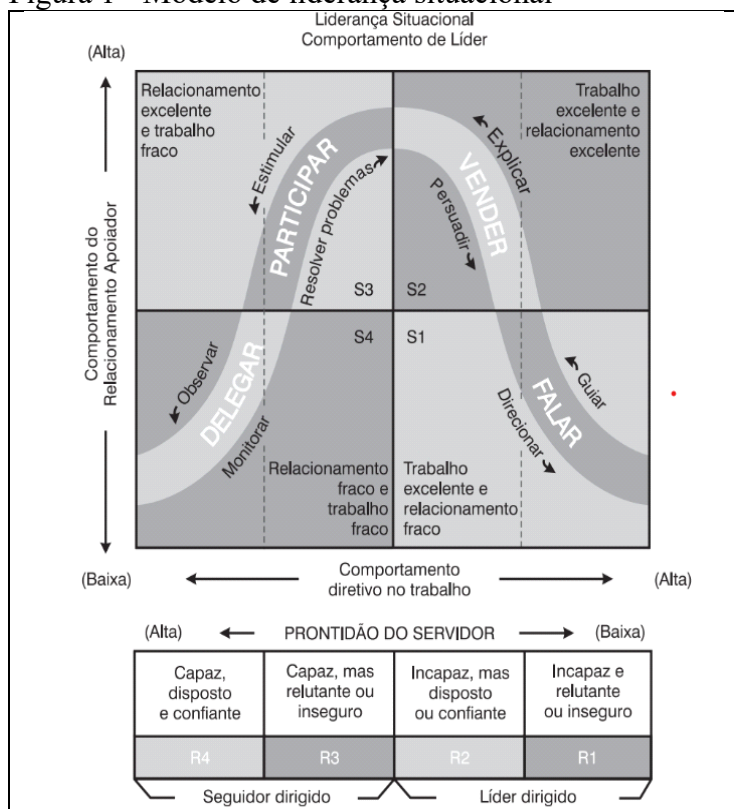 Figura 1 - Modelo de liderança situacional
Liderança Situacional
Comportamento de Líder
(Alta)
Comportamento do
Relacionamento Apoiador
Relacionamento
excelente
e trabalho
fraco
Estimular
PARTICIPAR
Resolver problemas
S3
Trabalho
excelente e
relacionamento
excelente
Explicar
VENDER
Persuadir
S2
Observar
DELEGAR
Monitorar
S4
Relacionamento
fraco e
trabalho
fraco
S1
Guiar
FALAR
Direcionar
Trabalho
excelente e
relacionamento
fraco
(Baixa)
Comportamento
diretivo no trabalho
(Alta)
(Alta)
PRONTIDÃO DO SERVIDOR
(Baixa)
Capaz,
disposto
e confiante
Capaz, mas
relutante ou
inseguro
Incapaz, mas
disposto
ou confiante
Incapaz e
relutante
ou inseguro
R4
R3
R2
R1
Seguidor dirigido
Líder dirigido